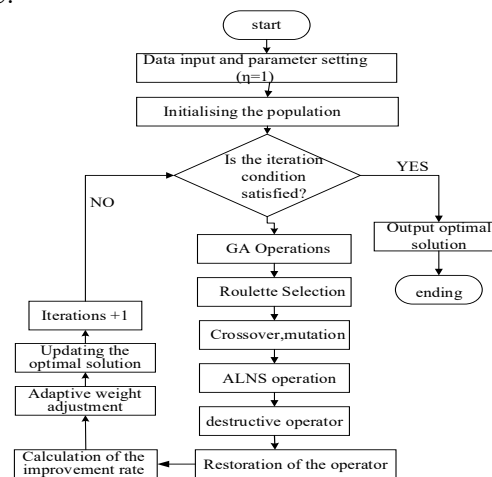 start
Data input and parameter setting
(η=1)
Initialising the population
Is the iteration
condition
satisfied?
YES
NO
Output optimal
solution
ending
GA Operations
Roulette Selection
Crossover,mutation
ALNS operation
destructive operator
Restoration of the operator
Calculation of the
improvement rate
Adaptive weight
adjustment
Updating the
optimal solution
Iterations +1